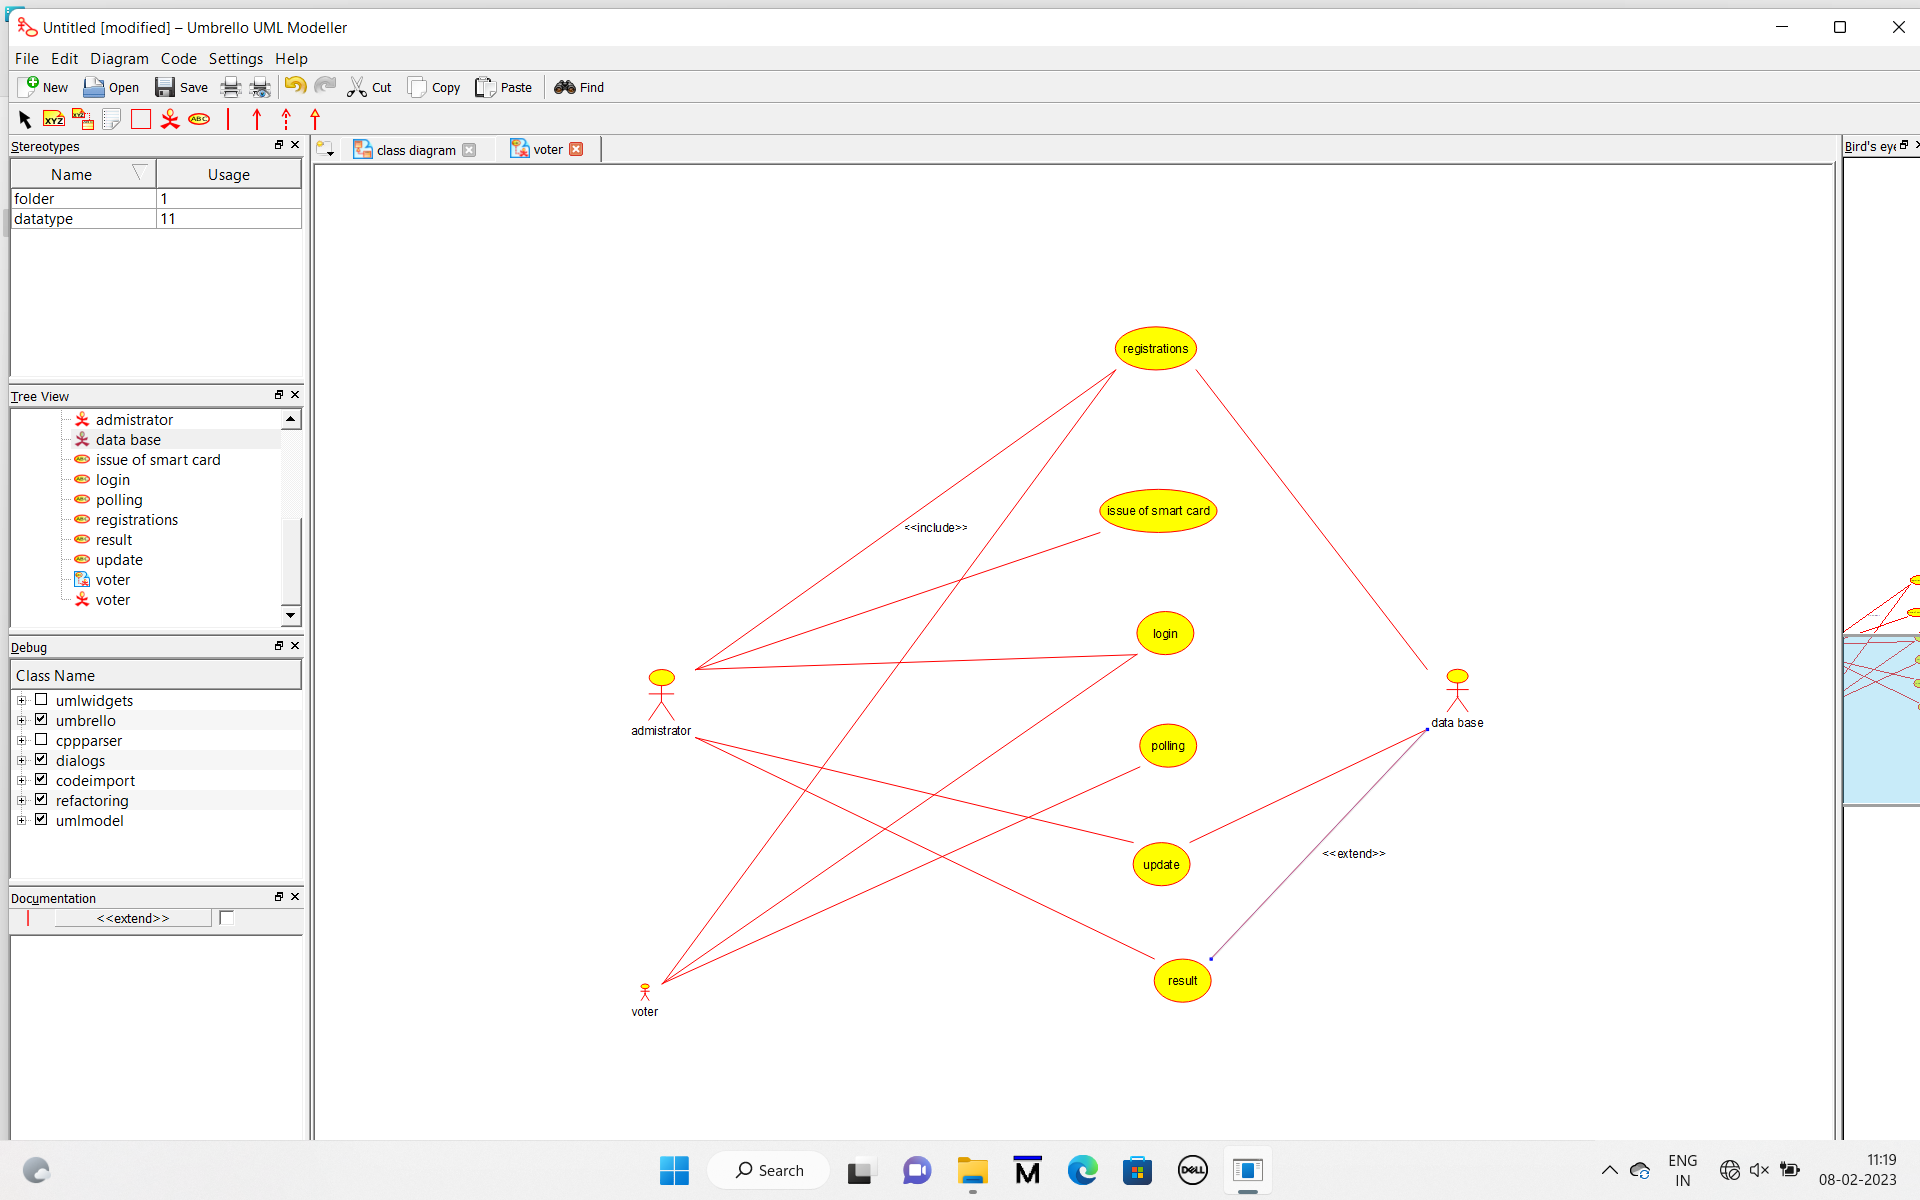 Untitled [modified] – Umbrello UML Modeller
File Edit Diagram Code Settings Help
New Open Save Cut Copy Paste Find
XYZ XYZ ABC
Stereotypes
Name Usage
folder 1
datatype 11
Tree View
admistrator
data base
issue of smart card
login
polling
registrations
result
update
voter
voter
Debug
Class Name
umlwidgets
umbrello
cppparser
dialogs
codeimport
refactoring
umlmodel
Documentation
<<extend>>
class diagram voter
Bird's eye
registrations
<<include>>
issue of smart card
login
admistrator
data base
polling
update
<<extend>>
result
voter
Search
M
DELL
ENG
IN
11:19
08-02-2023